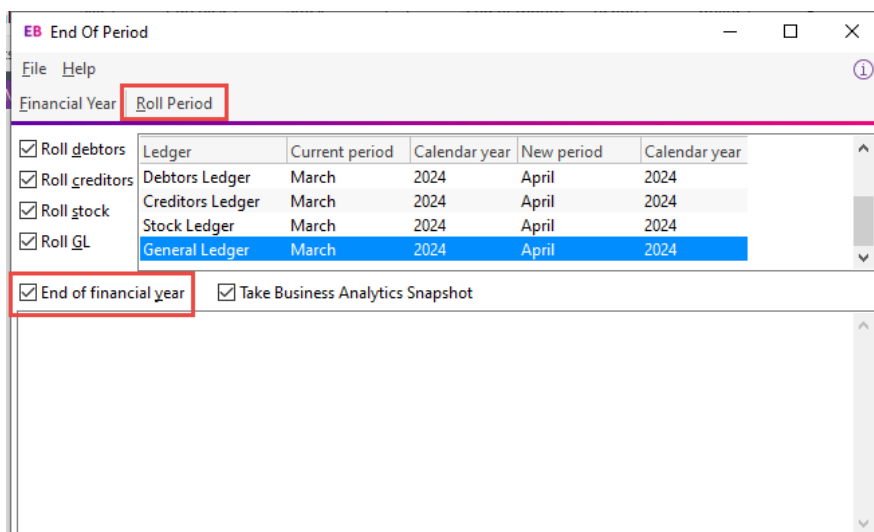 EB End Of Period
File Help
Financial Year Roll Period
Roll debtors
Roll creditors
Roll stock
Roll GL
Ledger Current period Calendar year New period Calendar year
Debtors Ledger March 2024 April 2024
Creditors Ledger March 2024 April 2024
Stock Ledger March 2024 April 2024
General Ledger March 2024 April 2024
End of financial year Take Business Analytics Snapshot